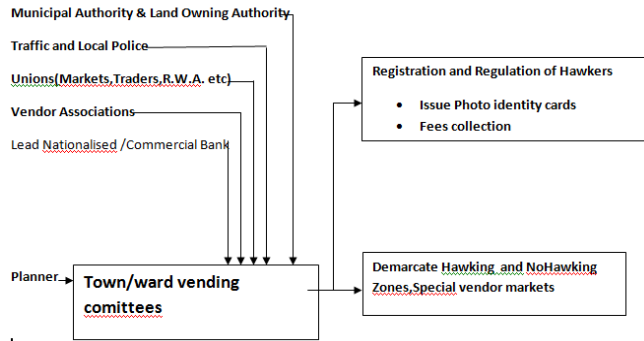 Municipal Authority & Land Owning Authority
Traffic and Local Police
Unions(Markets,Traders,R.W.A. etc)
Vendor Associations
Lead Nationalised /Commercial Bank
Planner
Town/ward vending
comittees
Registration and Regulation of Hawkers
• Issue Photo identity cards
• Fees collection
Demarcate Hawking and NoHawking
Zones,Special vendor markets